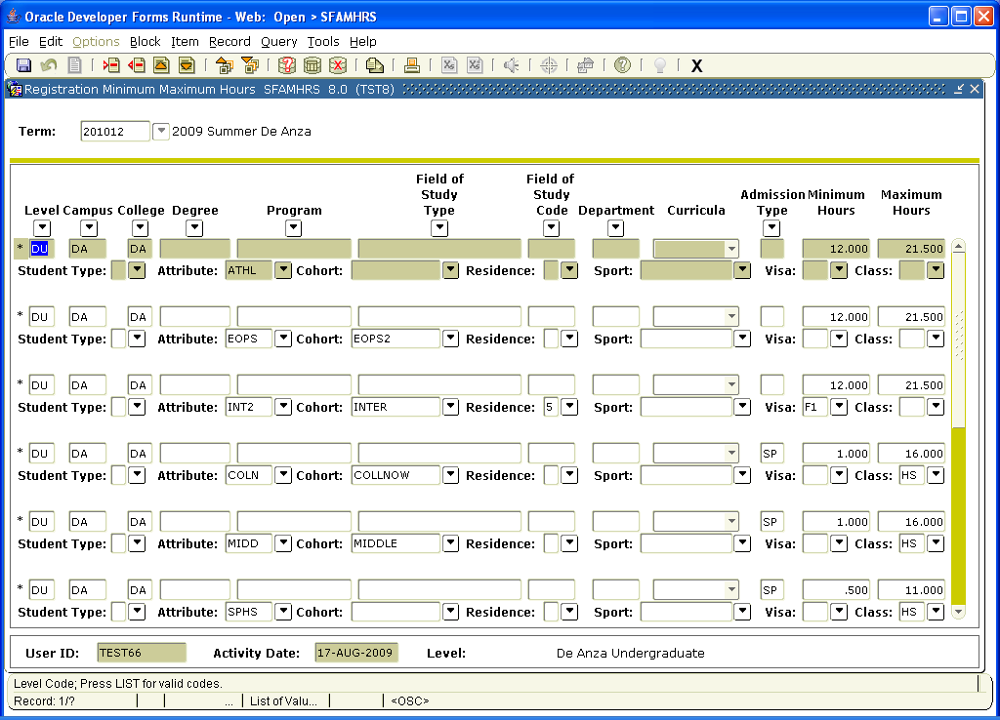 Oracle Developer Forms Runtime - Web: Open > SFAMHRS
File Edit Options Block Item Record Query Tools Help
Registration Minimum Maximum Hours SFAMHRS 8.0 (TST8)
Term: 201012 2009 Summer De Anza
Level Campus College Degree Program Field of Study Type Field of Study Code Department Curricula Admission Type Minimum Hours Maximum Hours
* DU DA DA 12.000 21.500
Student Type: Attribute: ATHL Cohort: Residence: Sport: Visa: Class:
* DU DA DA 12.000 21.500
Student Type: Attribute: EOPS Cohort: EOPS2 Residence: Sport: Visa: Class:
* DU DA DA 12.000 21.500
Student Type: Attribute: INT2 Cohort: INTER Residence: 5 Sport: Visa: F1 Class:
* DU DA DA SP 1.000 16.000
Student Type: Attribute: COLN Cohort: COLLNOW Residence: Sport: Visa: Class: HS
* DU DA DA SP 1.000 16.000
Student Type: Attribute: MIDD Cohort: MIDDLE Residence: Sport: Visa: Class: HS
* DU DA DA SP .500 11.000
Student Type: Attribute: SPHS Cohort: Residence: Sport: Visa: Class: HS
User ID: TEST66 Activity Date: 17-AUG-2009 Level: De Anza Undergraduate
Level Code; Press LIST for valid codes.
Record: 1/? ... List of Valu... <OSC>